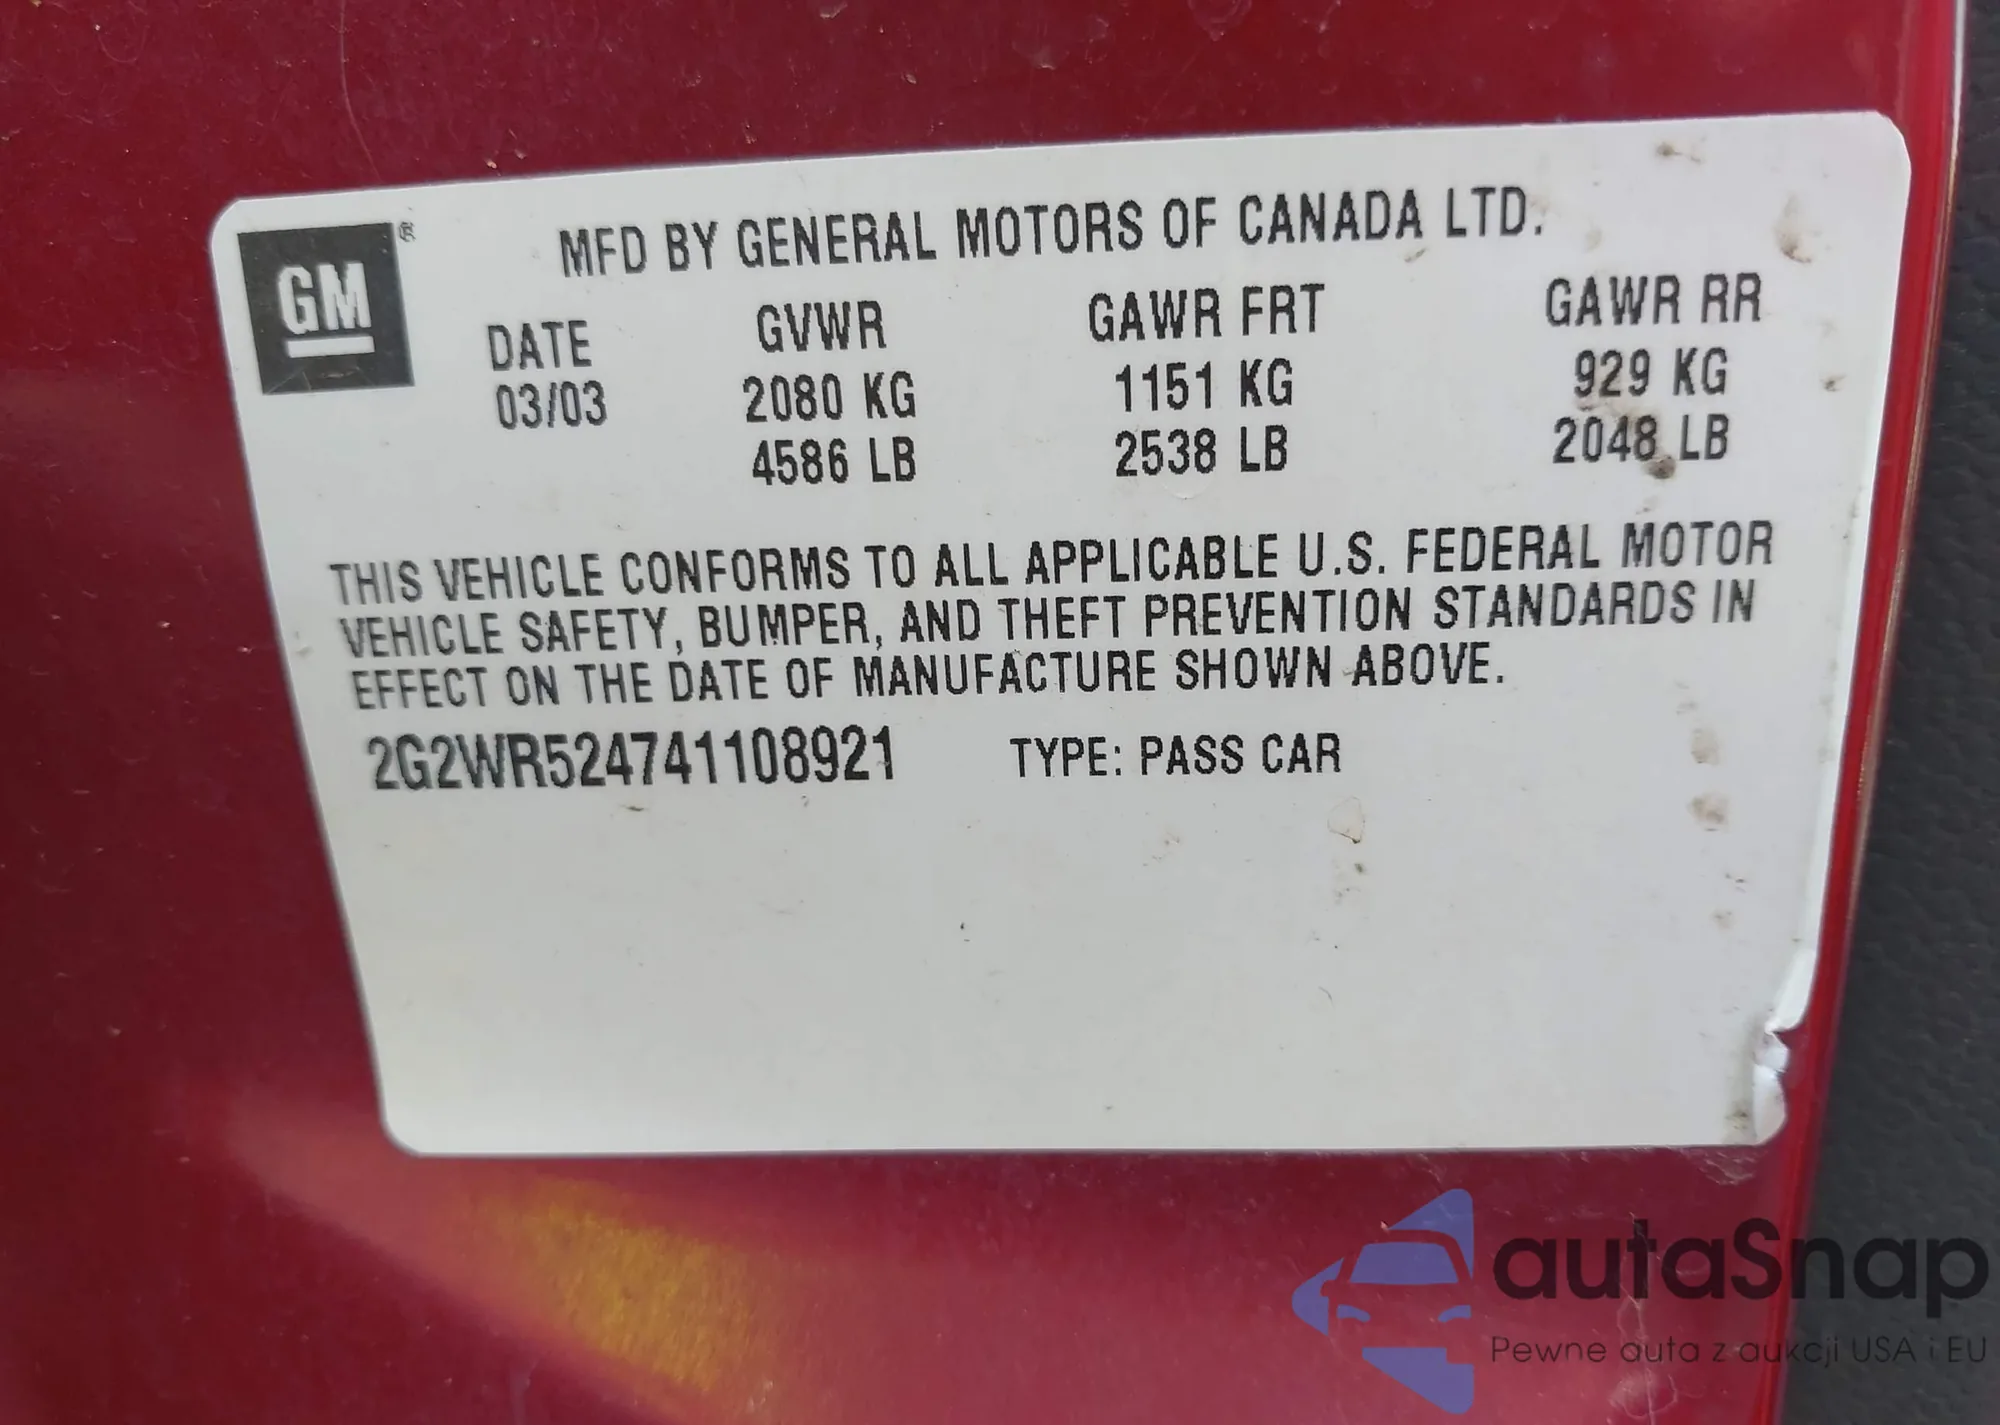 GM ®
MFD BY GENERAL MOTORS OF CANADA LTD.
DATE GVWR GAWR FRT GAWR RR
03/03 2080 KG 1151 KG 929 KG
4586 LB 2538 LB 2048 LB
THIS VEHICLE CONFORMS TO ALL APPLICABLE U.S. FEDERAL MOTOR
VEHICLE SAFETY, BUMPER, AND THEFT PREVENTION STANDARDS IN
EFFECT ON THE DATE OF MANUFACTURE SHOWN ABOVE.
2G2WR524741108921 TYPE: PASS CAR
autaSnap
Pewne auta z aukcji USA i EU